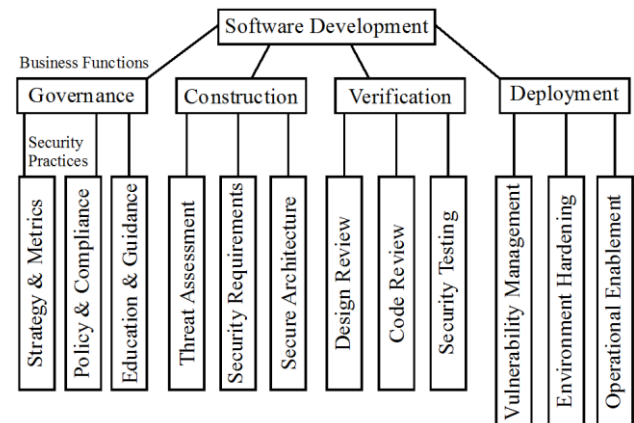 Software Development
Business Functions
Governance
Construction
Verification
Deployment
Security
Practices
Strategy & Metrics
Policy & Compliance
Education & Guidance
Threat Assessment
Security Requirements
Secure Architecture
Design Review
Code Review
Security Testing
Vulnerability Management
Environment Hardening
Operational Enablement